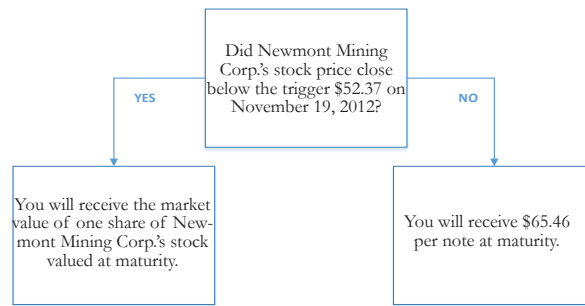 Did Newmont Mining
Corp.'s stock price close
below the trigger $52.37 on
November 19, 2012?
YES
NO
You will receive the market
value of one share of New-
mont Mining Corp.'s stock
valued at maturity.
You will receive $65.46
per note at maturity.